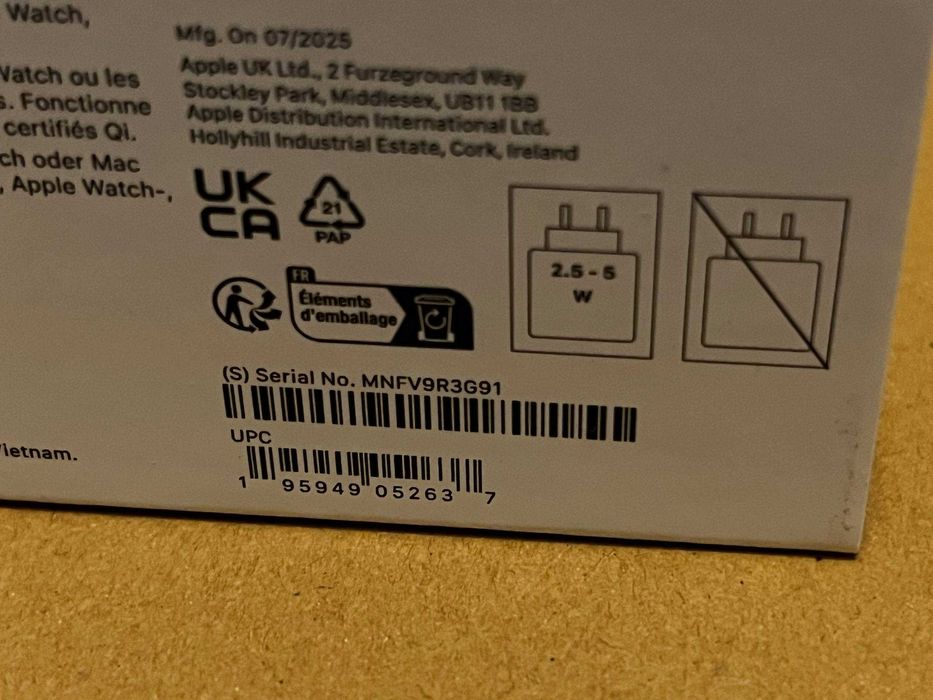 Watch,
Watch ou les
s. Fonctionne
certifiés Qi.
ch oder Mac
, Apple Watch-,
Vietnam.
Mfg. On 07/2025
Apple UK Ltd., 2 Furzeground Way
Stockley Park, Middlesex, UB11 1BB
Apple Distribution International Ltd.
Hollyhill Industrial Estate, Cork, Ireland
UK
CA
21
PAP
FR
Éléments
d'emballage
2.5 - 5
W
(S) Serial No. MNFV9R3G91
UPC
1 95949 05263 7